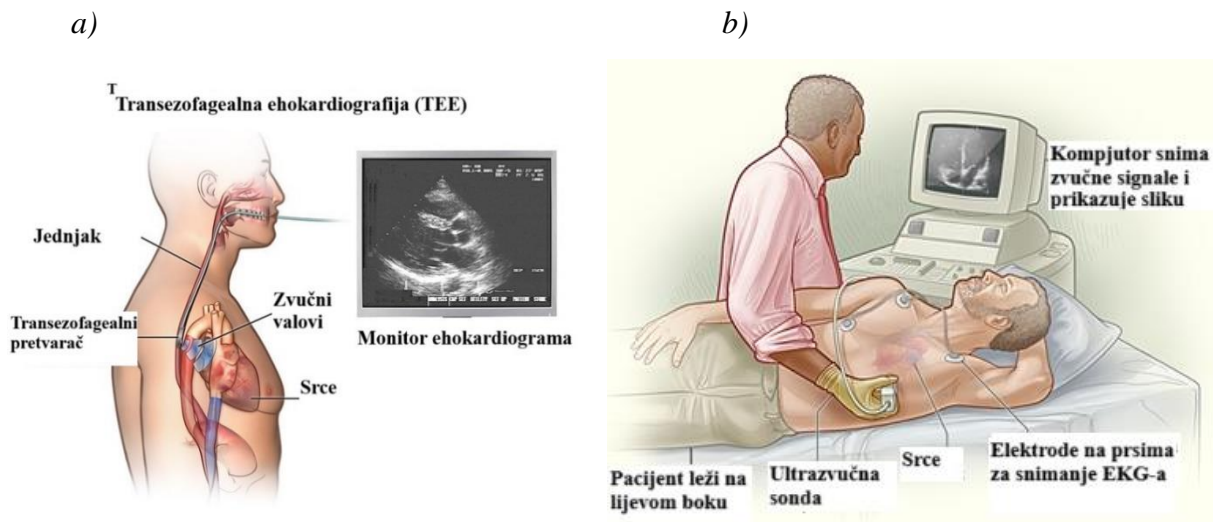 a)
b)
T
Transezofagealna ehokardiografija (TEE)
Jednjak
Transezofagealni
pretvarač
Zvučni
valovi
Srce
Monitor ehokardiograma
Kompjutor snima
zvučne signale i
prikazuje sliku
Pacijent leži na
lijevom boku
Ultrazvučna
sonda
Srce
Elektrode na prsima
za snimanje EKG-a